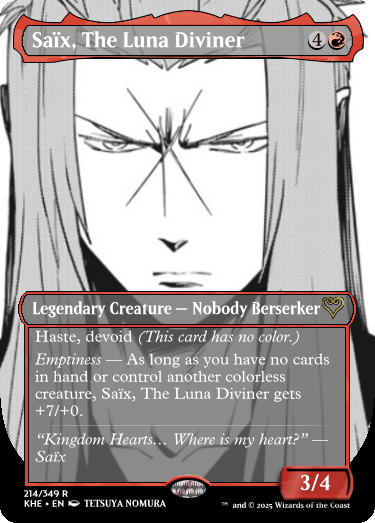 Saïx, The Luna Diviner 4
Legendary Creature — Nobody Berserker
Haste, devoid (This card has no color.)
Emptiness — As long as you have no cards
in hand or control another colorless
creature, Saïx, The Luna Diviner gets
+7/+0.
“Kingdom Hearts… Where is my heart?” —
Saïx
3/4
214/349 R
KHE • EN TETSUYA NOMURA ™ and © 2025 Wizards of the Coast